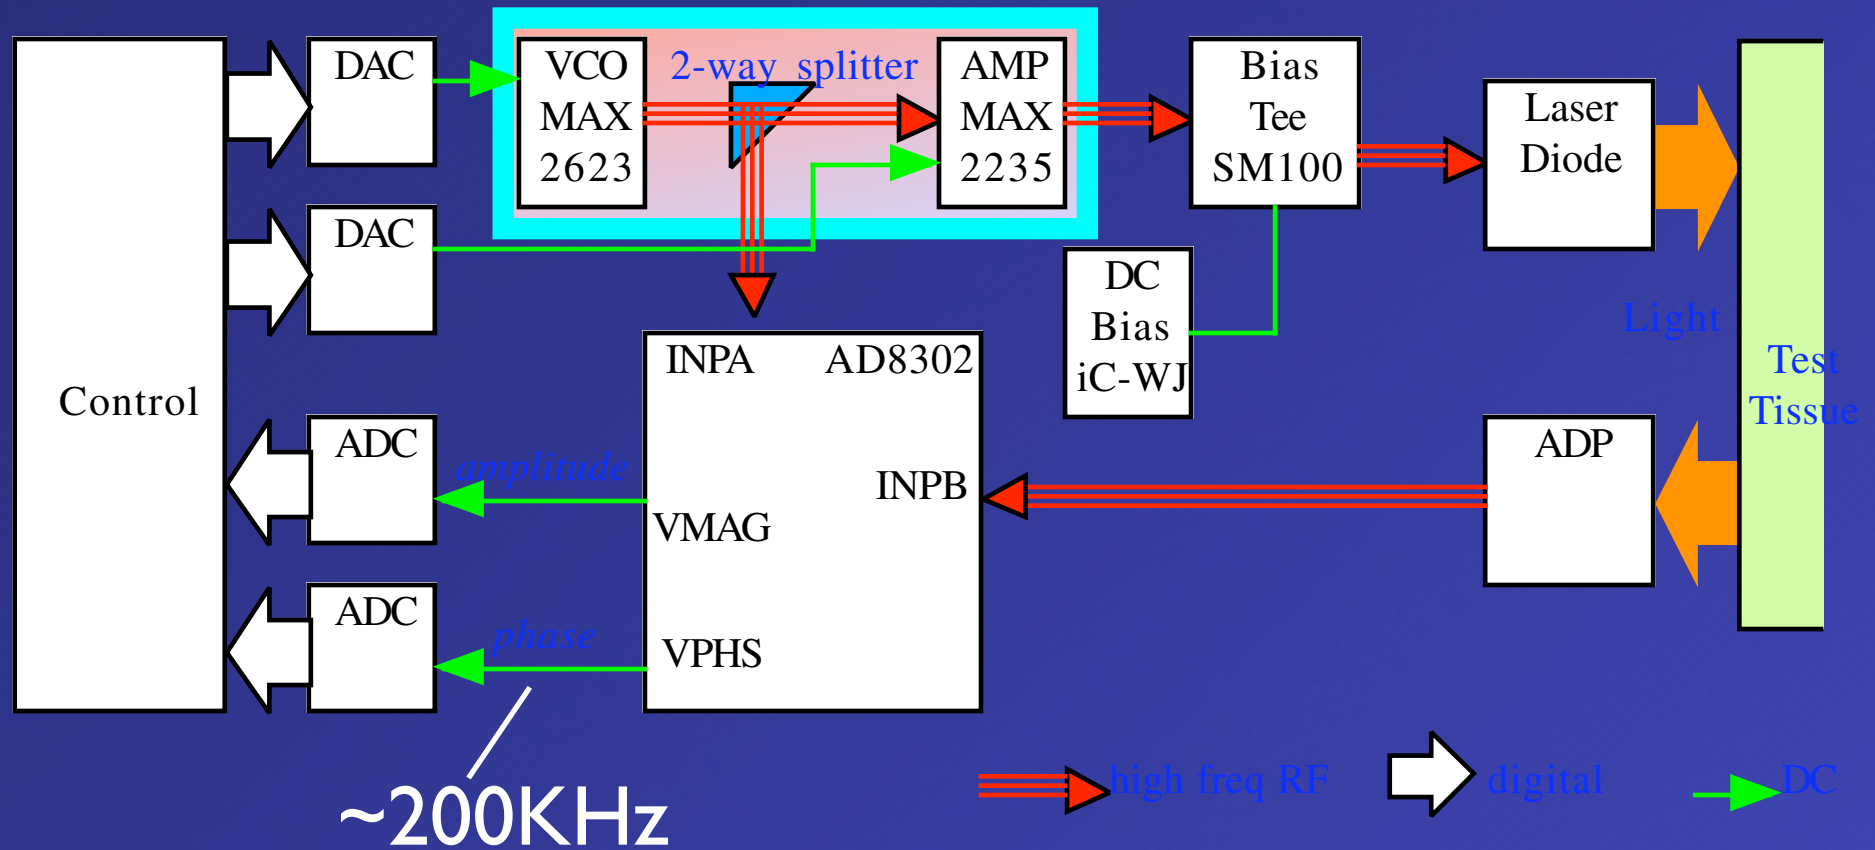 Control
DAC
DAC
ADC
ADC
VCO
MAX
2623
2-way splitter
AMP
MAX
2235
Bias
Tee
SM100
Laser
Diode
DC
Bias
iC-WJ
Light
Test
Tissue
ADP
INPA
AD8302
INPB
VMAG
VPHS
amplitude
phase
~200KHz
high freq RF
digital
DC